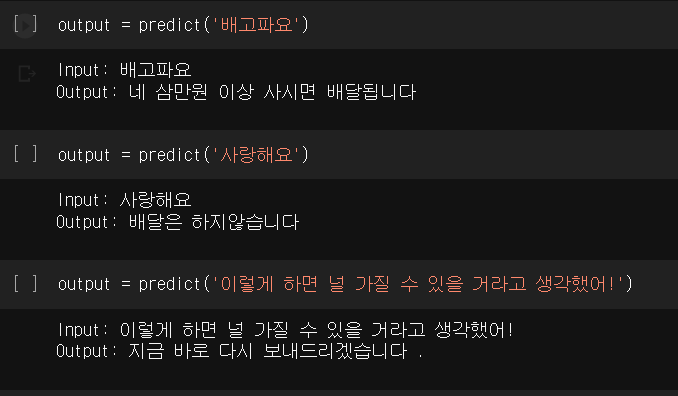 [ ] output = predict('배고파요')
Input: 배고파요
Output: 네 삼만원 이상 사시면 배달됩니다
[ ] output = predict('사랑해요')
Input: 사랑해요
Output: 배달은 하지않습니다
[ ] output = predict('이렇게 하면 널 가질 수 있을 거라고 생각했어!')
Input: 이렇게 하면 널 가질 수 있을 거라고 생각했어!
Output: 지금 바로 다시 보내드리겠습니다 .